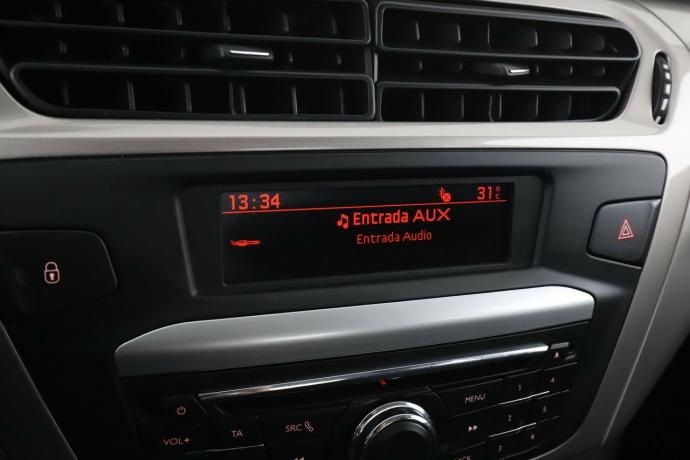 13:34 31°C
Entrada AUX
Entrada Audio
MENU 1 4
VOL+ TA SRC 2 5
3 6